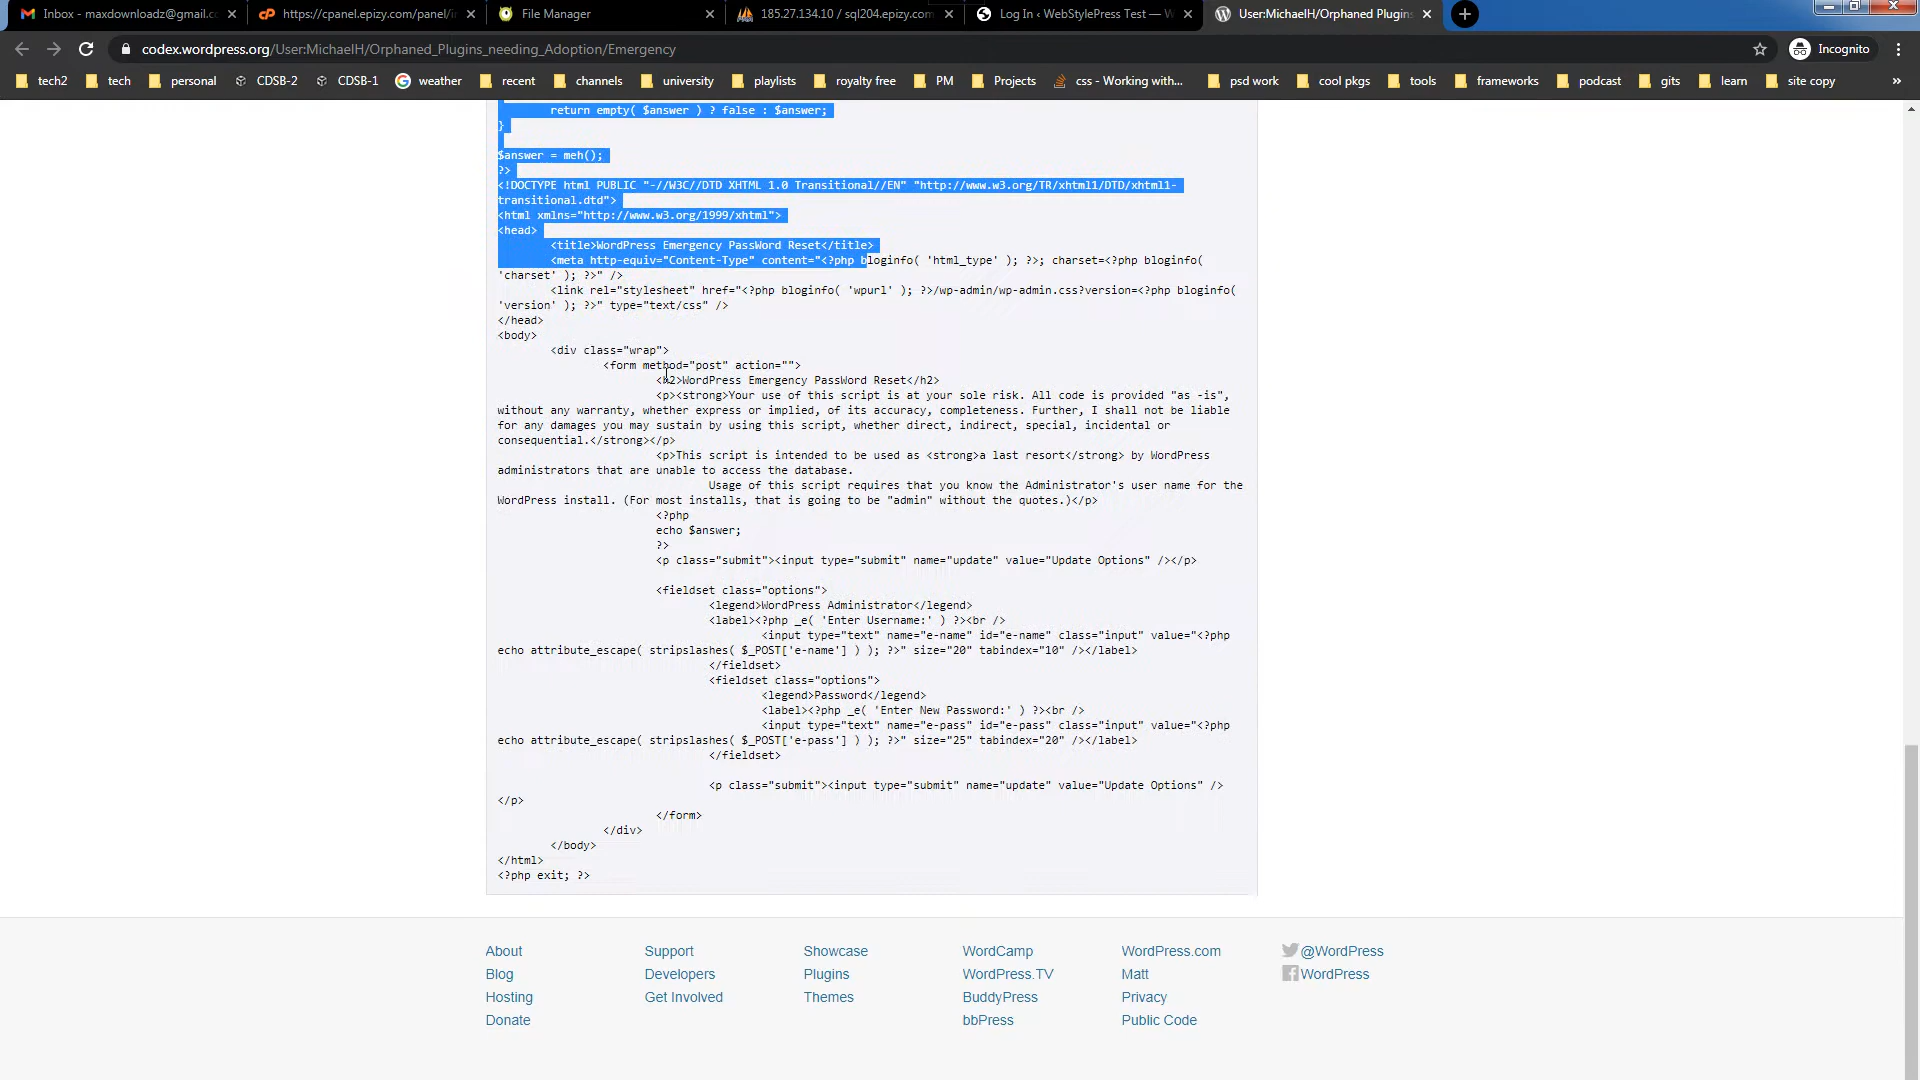 Inbox - maxdownloadz@gmail.c
https://cpanel.epizy.com/panel/i
File Manager
185.27.134.10 / sql204.epizy.com
Log In ‹ WebStylePress Test — W
User:MichaelH/Orphaned Plugins
codex.wordpress.org/User:MichaelH/Orphaned_Plugins_needing_Adoption/Emergency
Incognito
tech2
tech
personal
CDSB-2
CDSB-1
weather
recent
channels
university
playlists
royalty free
PM
Projects
css - Working with...
psd work
cool pkgs
tools
frameworks
podcast
gits
learn
site copy
»
return empty( $answer ) ? false : $answer;
}
$answer = meh();
?>
<!DOCTYPE html PUBLIC "-//W3C//DTD XHTML 1.0 Transitional//EN" "http://www.w3.org/TR/xhtml1/DTD/xhtml1-
transitional.dtd">
<html xmlns="http://www.w3.org/1999/xhtml">
<head>
<title>WordPress Emergency PassWord Reset</title>
<meta http-equiv="Content-Type" content="<?php bloginfo( 'html_type' ); ?>; charset=<?php bloginfo(
'charset' ); ?>" />
<link rel="stylesheet" href="<?php bloginfo( 'wpurl' ); ?>/wp-admin/wp-admin.css?version=<?php bloginfo(
'version' ); ?>" type="text/css" />
</head>
<body>
<div class="wrap">
<form method="post" action="">
<h2>WordPress Emergency PassWord Reset</h2>
<p><strong>Your use of this script is at your sole risk. All code is provided "as -is",
without any warranty, whether express or implied, of its accuracy, completeness. Further, I shall not be liable
for any damages you may sustain by using this script, whether direct, indirect, special, incidental or
consequential.</strong></p>
<p>This script is intended to be used as <strong>a last resort</strong> by WordPress
administrators that are unable to access the database.
Usage of this script requires that you know the Administrator's user name for the
WordPress install. (For most installs, that is going to be "admin" without the quotes.)</p>
<?php
echo $answer;
?>
<p class="submit"><input type="submit" name="update" value="Update Options" /></p>
<fieldset class="options">
<legend>WordPress Administrator</legend>
<label><?php _e( 'Enter Username:' ) ?><br />
<input type="text" name="e-name" id="e-name" class="input" value="<?php
echo attribute_escape( stripslashes( $_POST['e-name'] ) ); ?>" size="20" tabindex="10" /></label>
</fieldset>
<fieldset class="options">
<legend>Password</legend>
<label><?php _e( 'Enter New Password:' ) ?><br />
<input type="text" name="e-pass" id="e-pass" class="input" value="<?php
echo attribute_escape( stripslashes( $_POST['e-pass'] ) ); ?>" size="25" tabindex="20" /></label>
</fieldset>
<p class="submit"><input type="submit" name="update" value="Update Options" />
</p>
</form>
</div>
</body>
</html>
<?php exit; ?>
About
Blog
Hosting
Donate
Support
Developers
Get Involved
Showcase
Plugins
Themes
WordCamp
WordPress.TV
BuddyPress
bbPress
WordPress.com
Matt
Privacy
Public Code
@WordPress
WordPress